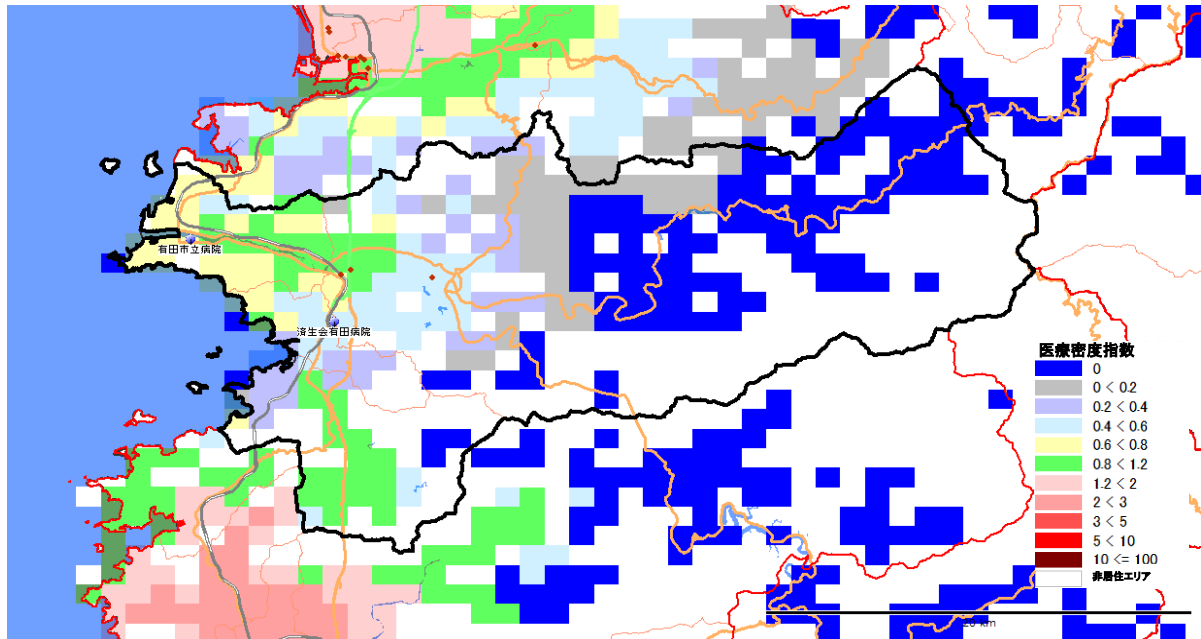 有田市立病院
済生会有田病院
医療密度指数
0
0 < 0.2
0.2 < 0.4
0.4 < 0.6
0.6 < 0.8
0.8 < 1.2
1.2 < 2
2 < 3
3 < 5
5 < 10
10 <= 100
非居住エリア
20 km